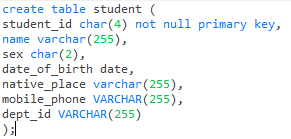 create table student (
student_id char(4) not null primary key,
name varchar(255),
sex char(2),
date_of_birth date,
native_place varchar(255),
mobile_phone VARCHAR(255),
dept_id VARCHAR(255)
);